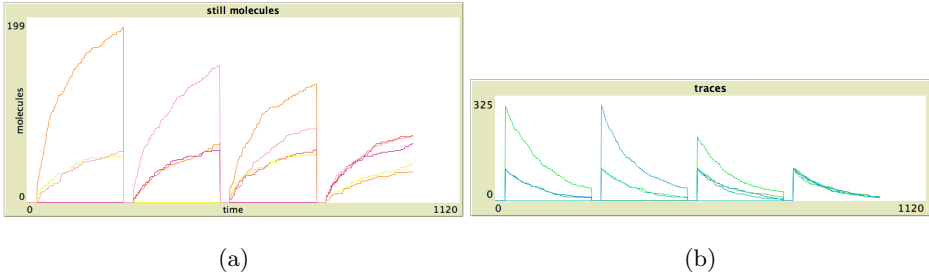 still molecules
199
molecules
0
0
time
1120
traces
325
0
0
1120
(a)
(b)